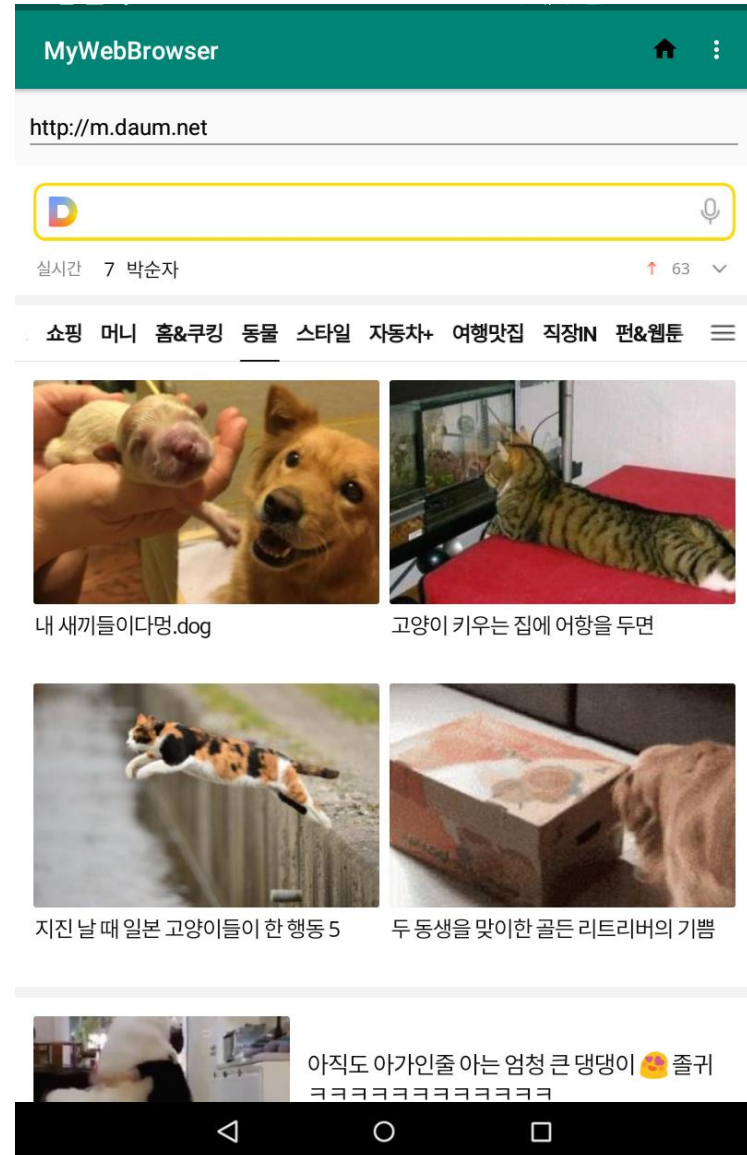 MyWebBrowser
http://m.daum.net
실시간 7 박순자 ↑ 63
쇼핑 머니 홈&쿠킹 동물 스타일 자동차+ 여행맛집 직장IN 펀&웹툰
내 새끼들이다멍.dog
고양이 키우는 집에 어항을 두면
지진 날 때 일본 고양이들이 한 행동 5
두 동생을 맞이한 골든 리트리버의 기쁨
아직도 아가인줄 아는 엄청 큰 댕댕이 😍 졸귀
ㅋㅋㅋㅋㅋㅋㅋㅋㅋㅋㅋㅋ